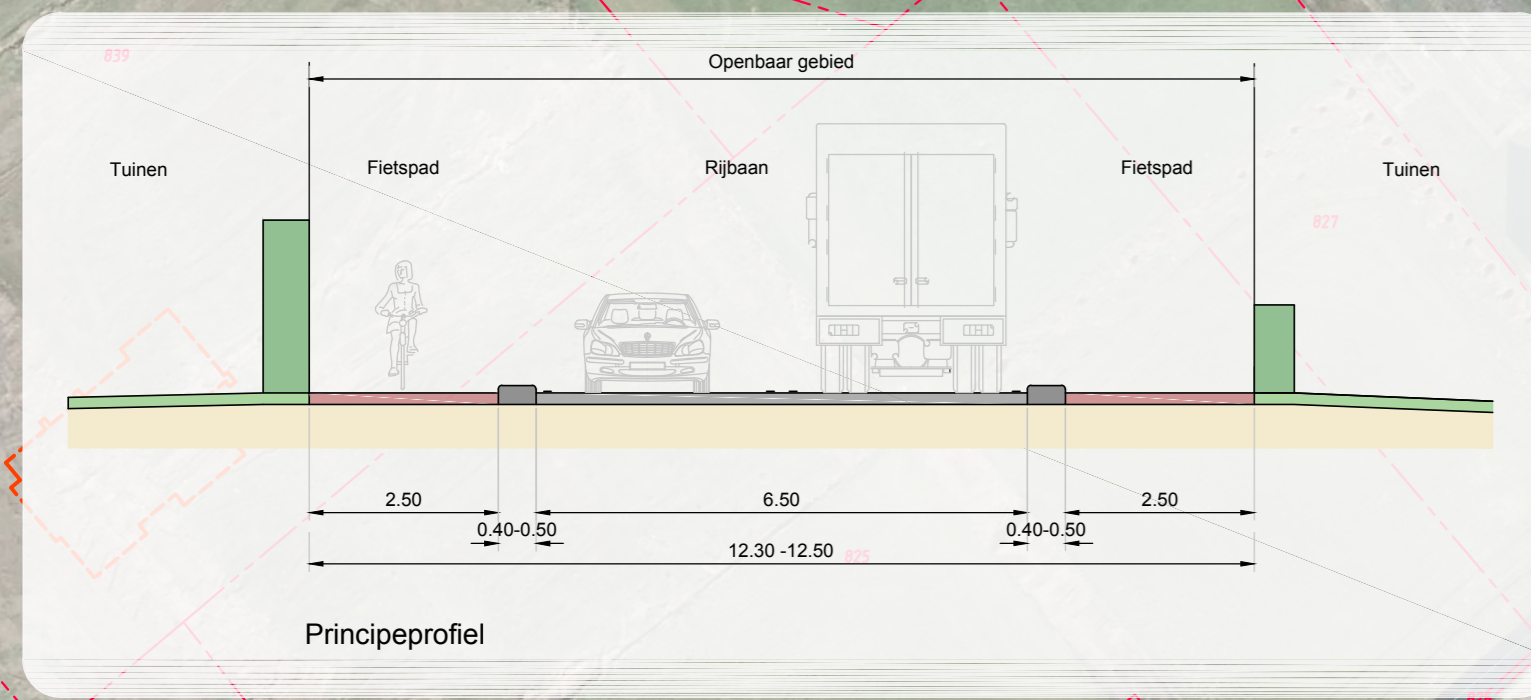 839
Openbaar gebied
Tuinen
Fietspad
Rijbaan
Fietspad
Tuinen
827
2.50
6.50
2.50
0.40-0.50
0.40-0.50
12.30 -12.50
825
Principeprofiel